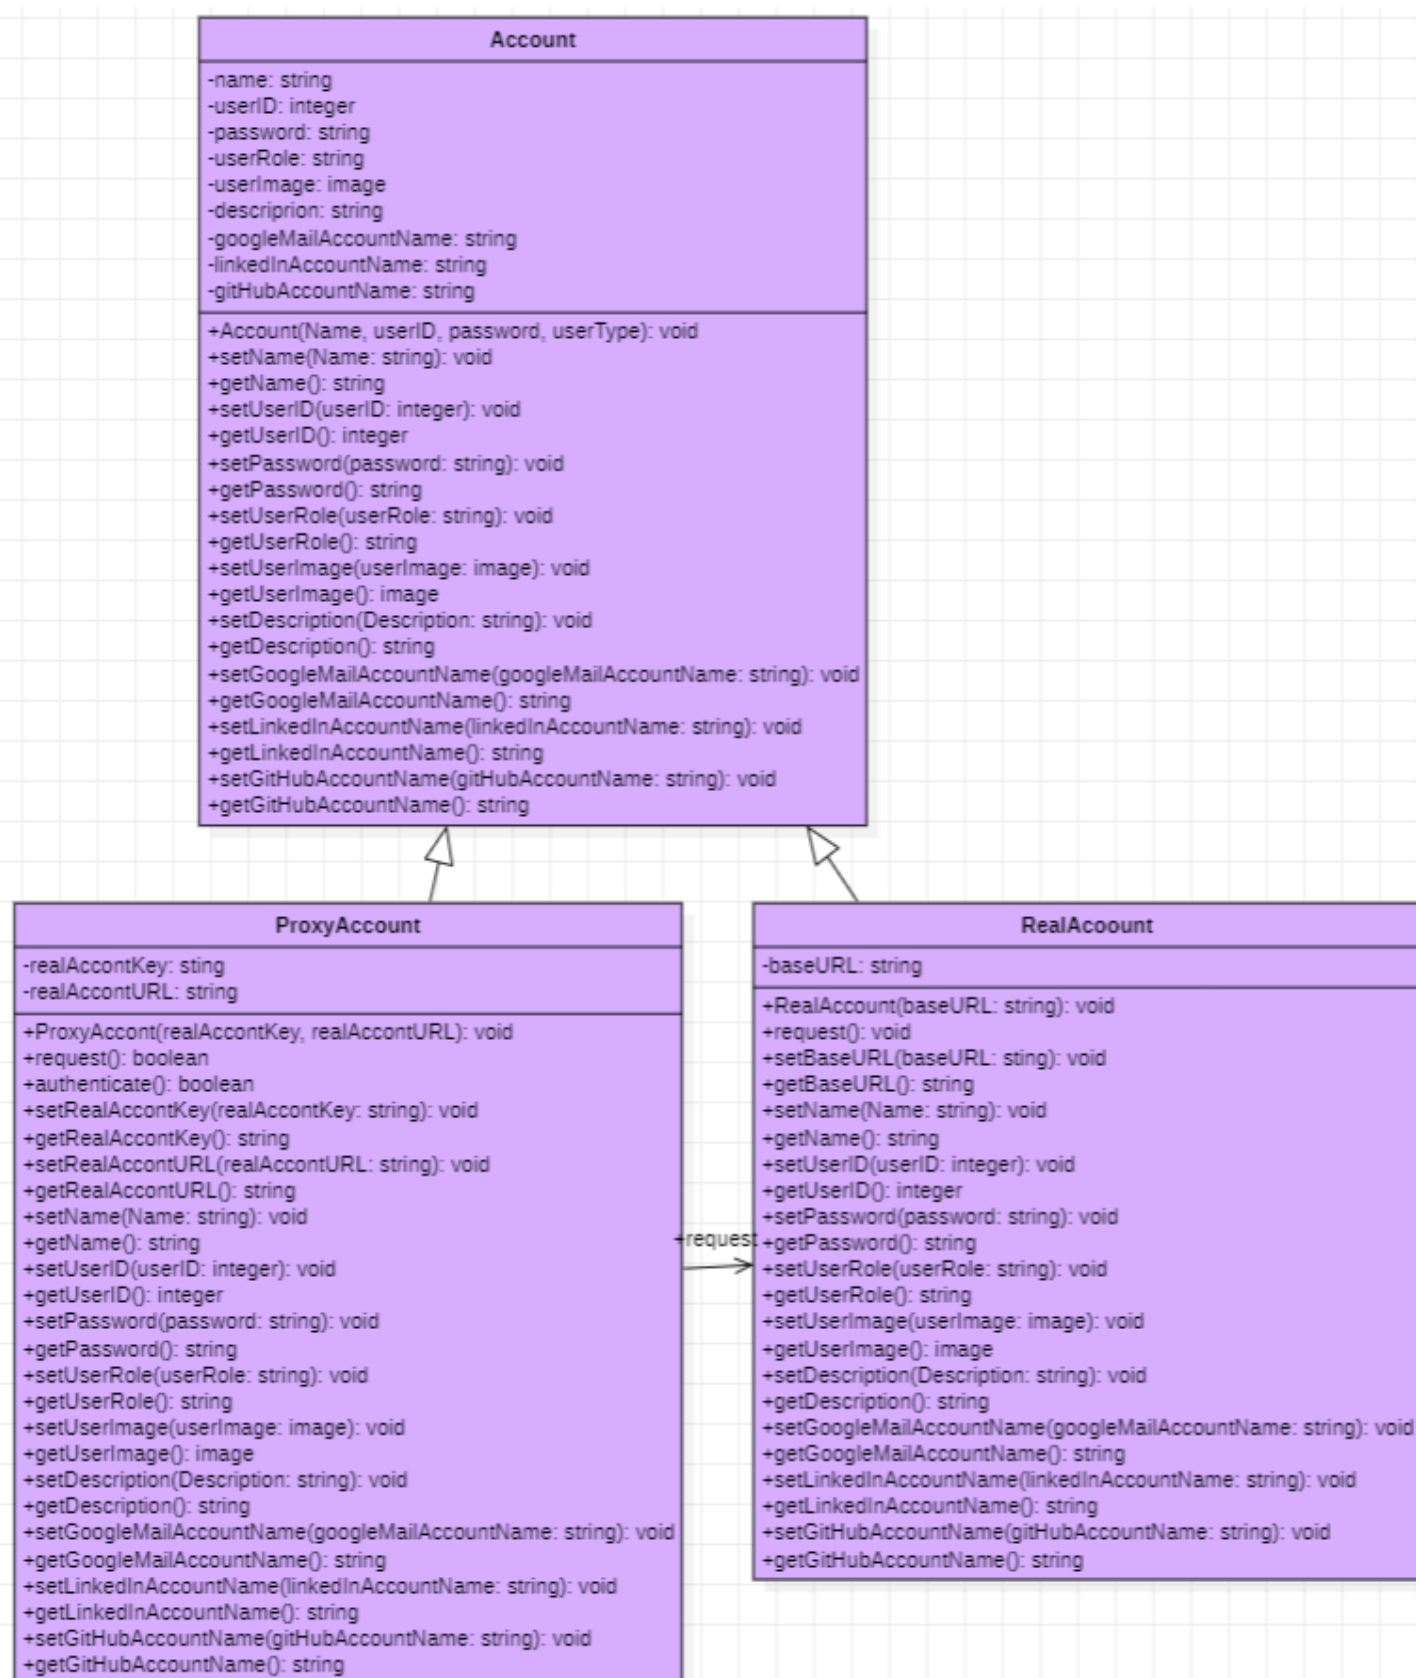 Account
-name: string
-userID: integer
-password: string
-userRole: string
-userImage: image
-descriprion: string
-googleMailAccountName: string
-linkedInAccountName: string
-gitHubAccountName: string
+Account(Name, userID, password, userType): void
+setName(Name: string): void
+getName(): string
+setUserID(userID: integer): void
+getUserID(): integer
+setPassword(password: string): void
+getPassword(): string
+setUserRole(userRole: string): void
+getUserRole(): string
+setUserImage(userImage: image): void
+getUserImage(): image
+setDescription(Description: string): void
+getDescription(): string
+setGoogleMailAccountName(googleMailAccountName: string): void
+getGoogleMailAccountName(): string
+setLinkedInAccountName(linkedInAccountName: string): void
+getLinkedInAccountName(): string
+setGitHubAccountName(gitHubAccountName: string): void
+getGitHubAccountName(): string
ProxyAccount
-realAccontKey: sting
-realAccontURL: string
+ProxyAccont(realAccontKey, realAccontURL): void
+request(): boolean
+authenticate(): boolean
+setRealAccontKey(realAccontKey: string): void
+getRealAccontKey(): string
+setRealAccontURL(realAccontURL: string): void
+getRealAccontURL(): string
+setName(Name: string): void
+getName(): string
+setUserID(userID: integer): void
+getUserID(): integer
+setPassword(password: string): void
+getPassword(): string
+setUserRole(userRole: string): void
+getUserRole(): string
+setUserImage(userImage: image): void
+getUserImage(): image
+setDescription(Description: string): void
+getDescription(): string
+setGoogleMailAccountName(googleMailAccountName: string): void
+getGoogleMailAccountName(): string
+setLinkedInAccountName(linkedInAccountName: string): void
+getLinkedInAccountName(): string
+setGitHubAccountName(gitHubAccountName: string): void
+getGitHubAccountName(): string
+request
RealAcoount
-baseURL: string
+RealAccount(baseURL: string): void
+request(): void
+setBaseURL(baseURL: sting): void
+getBaseURL(): string
+setName(Name: string): void
+getName(): string
+setUserID(userID: integer): void
+getUserID(): integer
+setPassword(password: string): void
+getPassword(): string
+setUserRole(userRole: string): void
+getUserRole(): string
+setUserImage(userImage: image): void
+getUserImage(): image
+setDescription(Description: string): void
+getDescription(): string
+setGoogleMailAccountName(googleMailAccountName: string): void
+getGoogleMailAccountName(): string
+setLinkedInAccountName(linkedInAccountName: string): void
+getLinkedInAccountName(): string
+setGitHubAccountName(gitHubAccountName: string): void
+getGitHubAccountName(): string